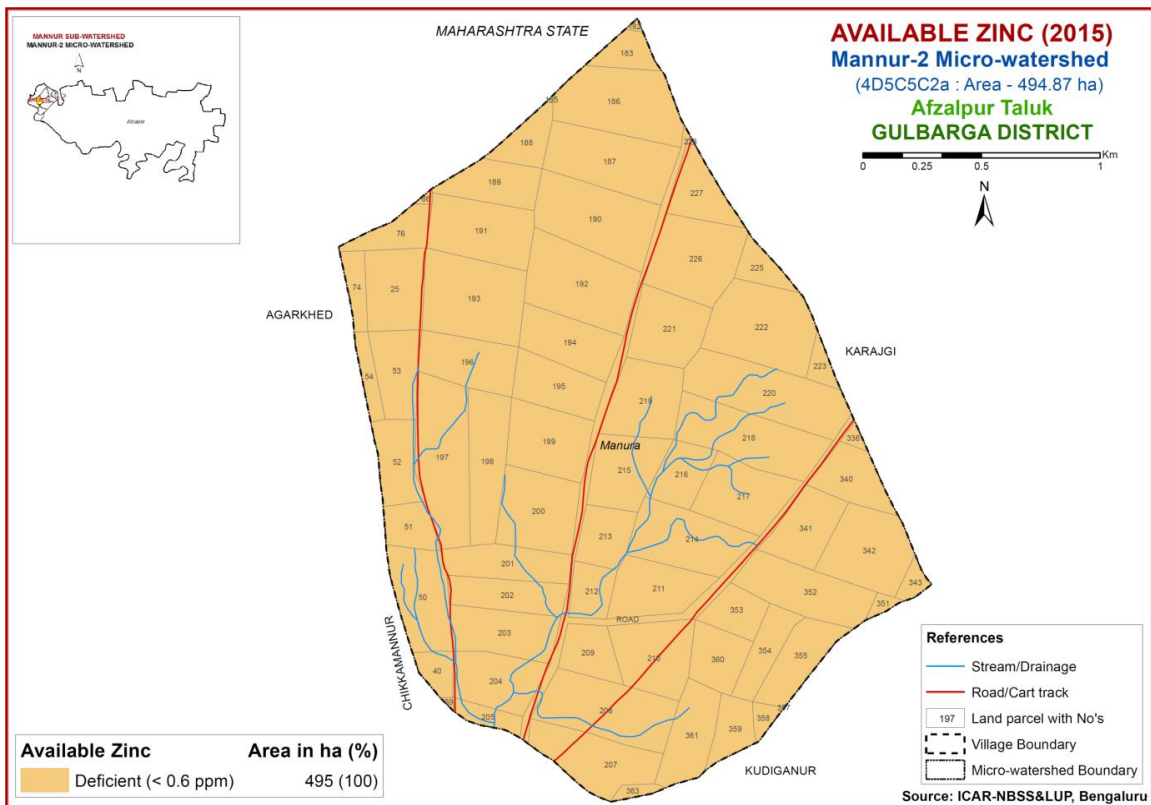 MANNUR SUB-WATERSHED
MANNUR-2 MICRO-WATERSHED
N
Afzalpur
MAHARASHTRA STATE
AVAILABLE ZINC (2015)
Mannur-2 Micro-watershed
(4D5C5C2a : Area - 494.87 ha)
Afzalpur Taluk
GULBARGA DISTRICT
0 0.25 0.5 1 Km
N
182
183
186
188
187
189
227
190
76
191
226
225
74
25
193
192
222
221
194
223
196
53
54
195
220
219
218
338
199
Manura
197
198
52
215
216
340
217
200
51
213
214
341
342
201
343
50
202
212
211
352
351
353
ROAD
203
209
210
360
354
355
40
204
205
208
361
359
358
207
363
AGARKHED
KARAJGI
CHIKKAMANNUR
KUDIGANUR
Available Zinc Area in ha (%)
Deficient (< 0.6 ppm) 495 (100)
References
Stream/Drainage
Road/Cart track
197 Land parcel with No's
Village Boundary
Micro-watershed Boundary
Source: ICAR-NBSS&LUP, Bengaluru